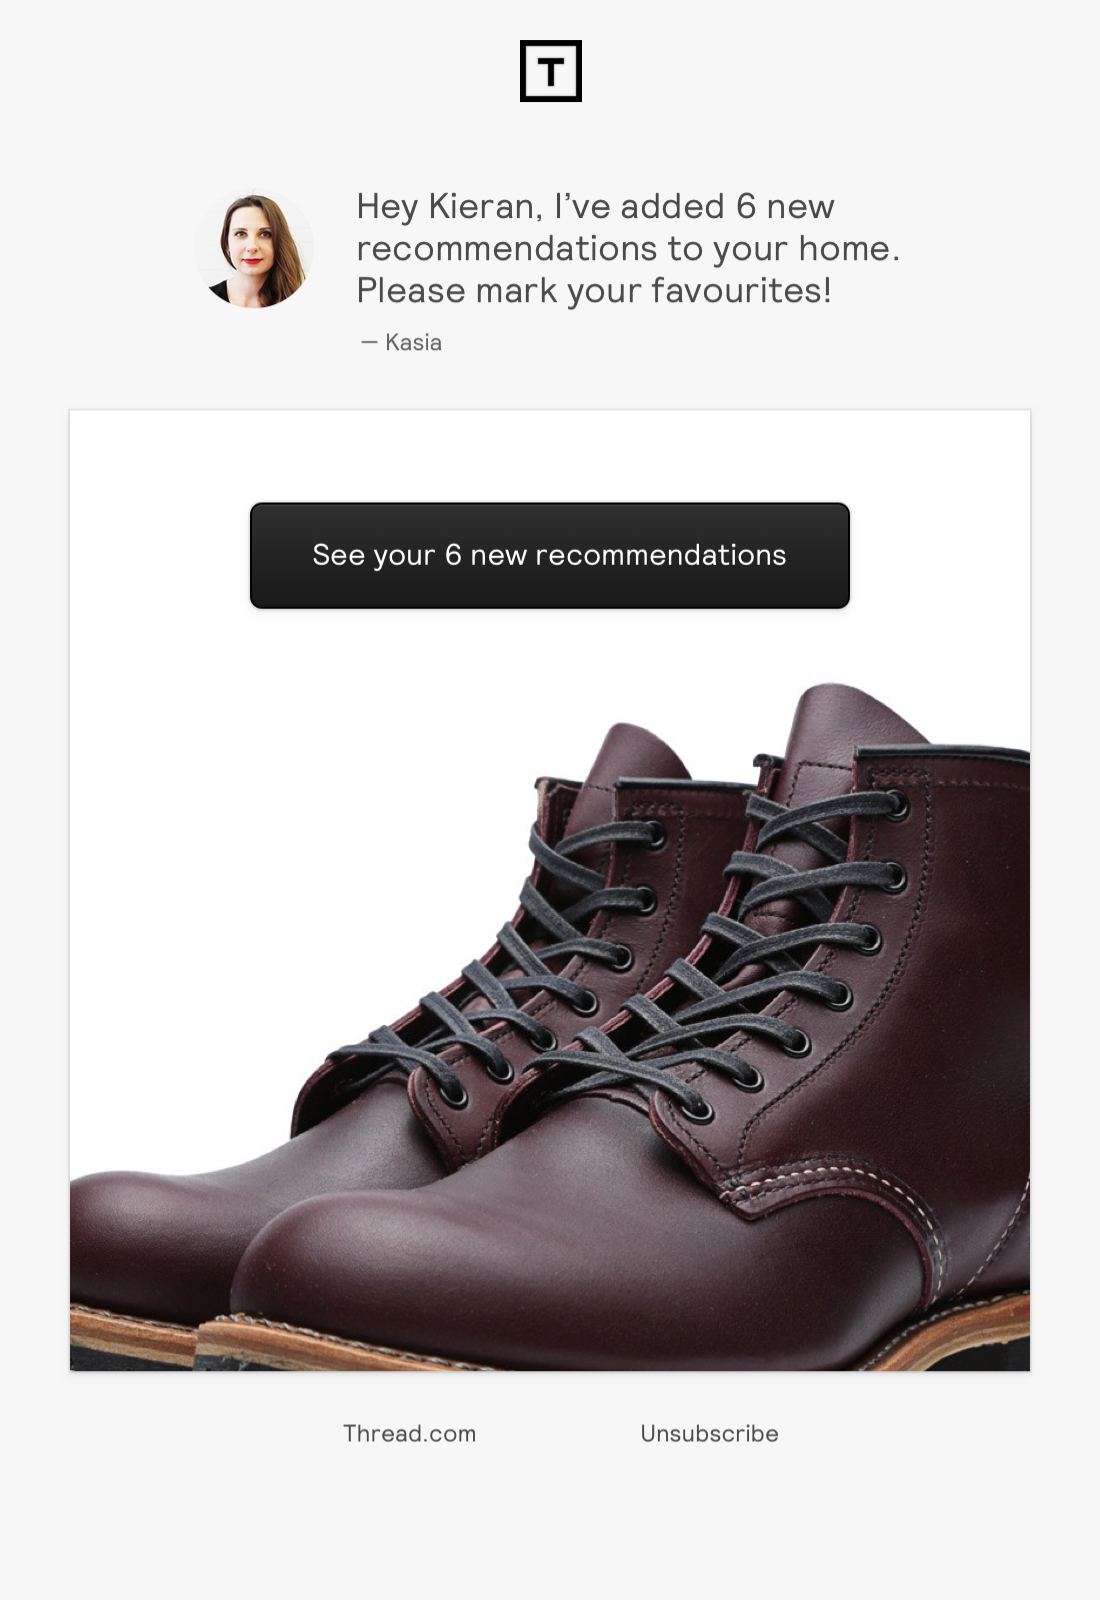 T
Hey Kieran, I’ve added 6 new
recommendations to your home.
Please mark your favourites!
— Kasia
See your 6 new recommendations
Thread.com
Unsubscribe